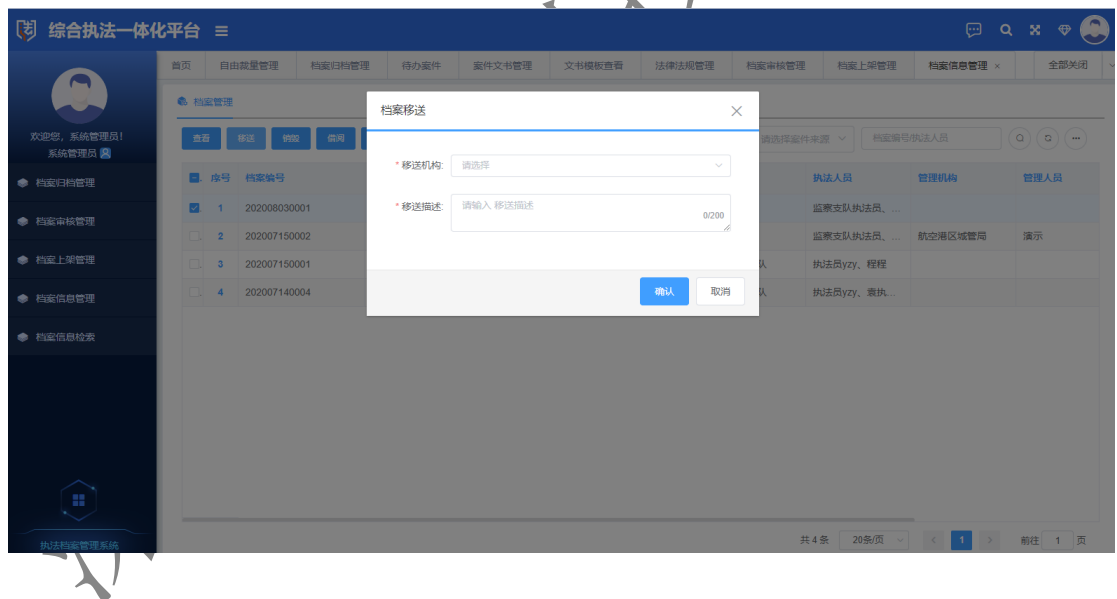 综合执法一体化平台
首页 自由裁量管理 档案归档管理 待办案件 案件文书管理 文书模板查看 法律法规管理 档案审核管理 档案上架管理 档案信息管理 × 全部关闭
欢迎您，系统管理员!
系统管理员
档案归档管理
档案审核管理
档案上架管理
档案信息管理
档案信息检索
执法档案管理系统
档案管理
查看 移送 销毁 借阅 请选择案件来源 档案编号/执法人员
序号 档案编号 执法人员 管理机构 管理人员
1 202008030001 监察支队执法员、...
2 202007150002 监察支队执法员、... 航空港区城管局 演示
3 202007150001 队 执法员yzy、程程
4 202007140004 队 执法员yzy、袁执...
档案移送
* 移送机构: 请选择
* 移送描述: 请输入 移送描述
0/200
确认 取消
共 4 条 20条/页 1 前往 1 页